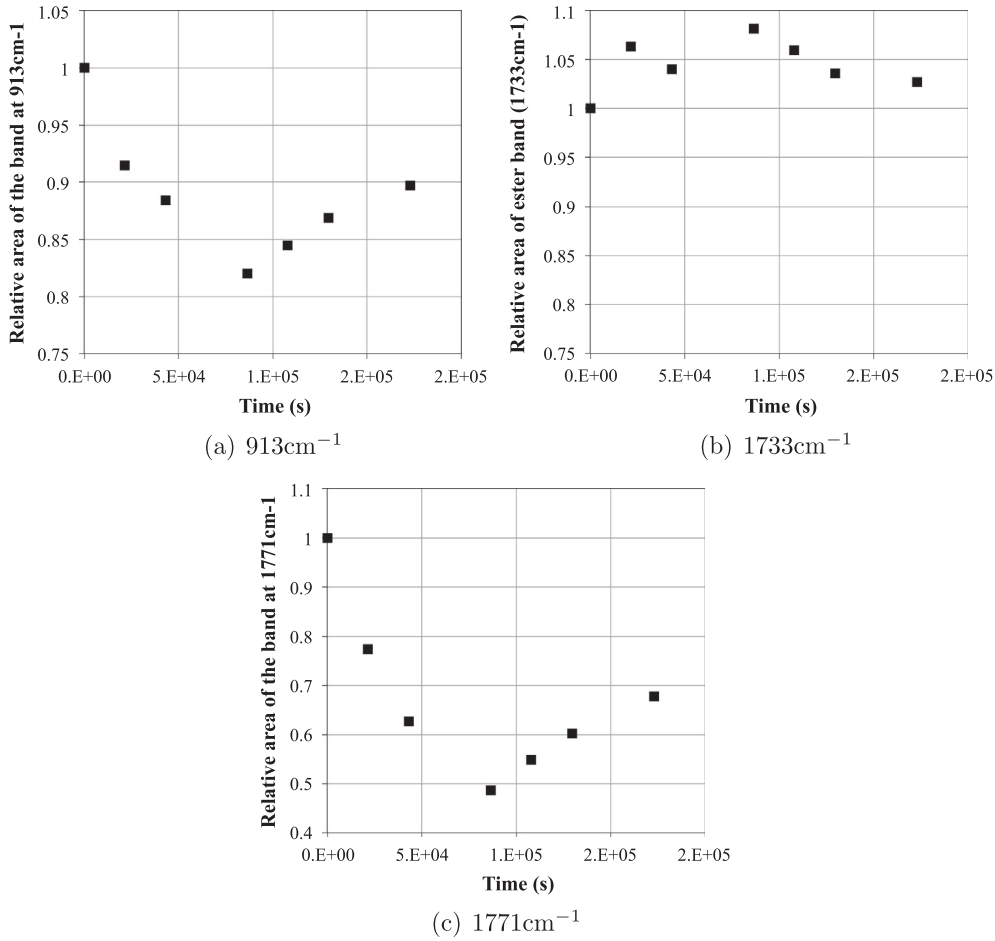 Relative area of the band at 913cm-1
1.05
1
0.95
0.9
0.85
0.8
0.75
0.E+00 5.E+04 1.E+05 2.E+05 2.E+05
Time (s)
(a) 913cm⁻¹
Relative area of ester band (1733cm-1)
1.1
1.05
1
0.95
0.9
0.85
0.8
0.75
0.E+00 5.E+04 1.E+05 2.E+05 2.E+05
Time (s)
(b) 1733cm⁻¹
Relative area of the band at 1771cm-1
1.1
1
0.9
0.8
0.7
0.6
0.5
0.4
0.E+00 5.E+04 1.E+05 2.E+05 2.E+05
Time (s)
(c) 1771cm⁻¹